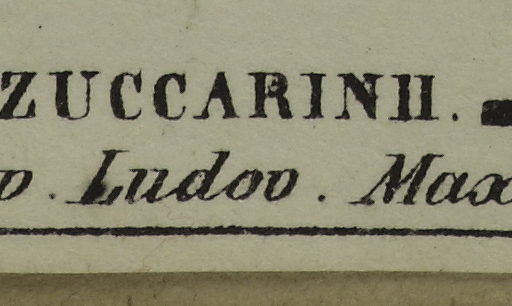 ZUCCARINII.
v. Ludov. Max